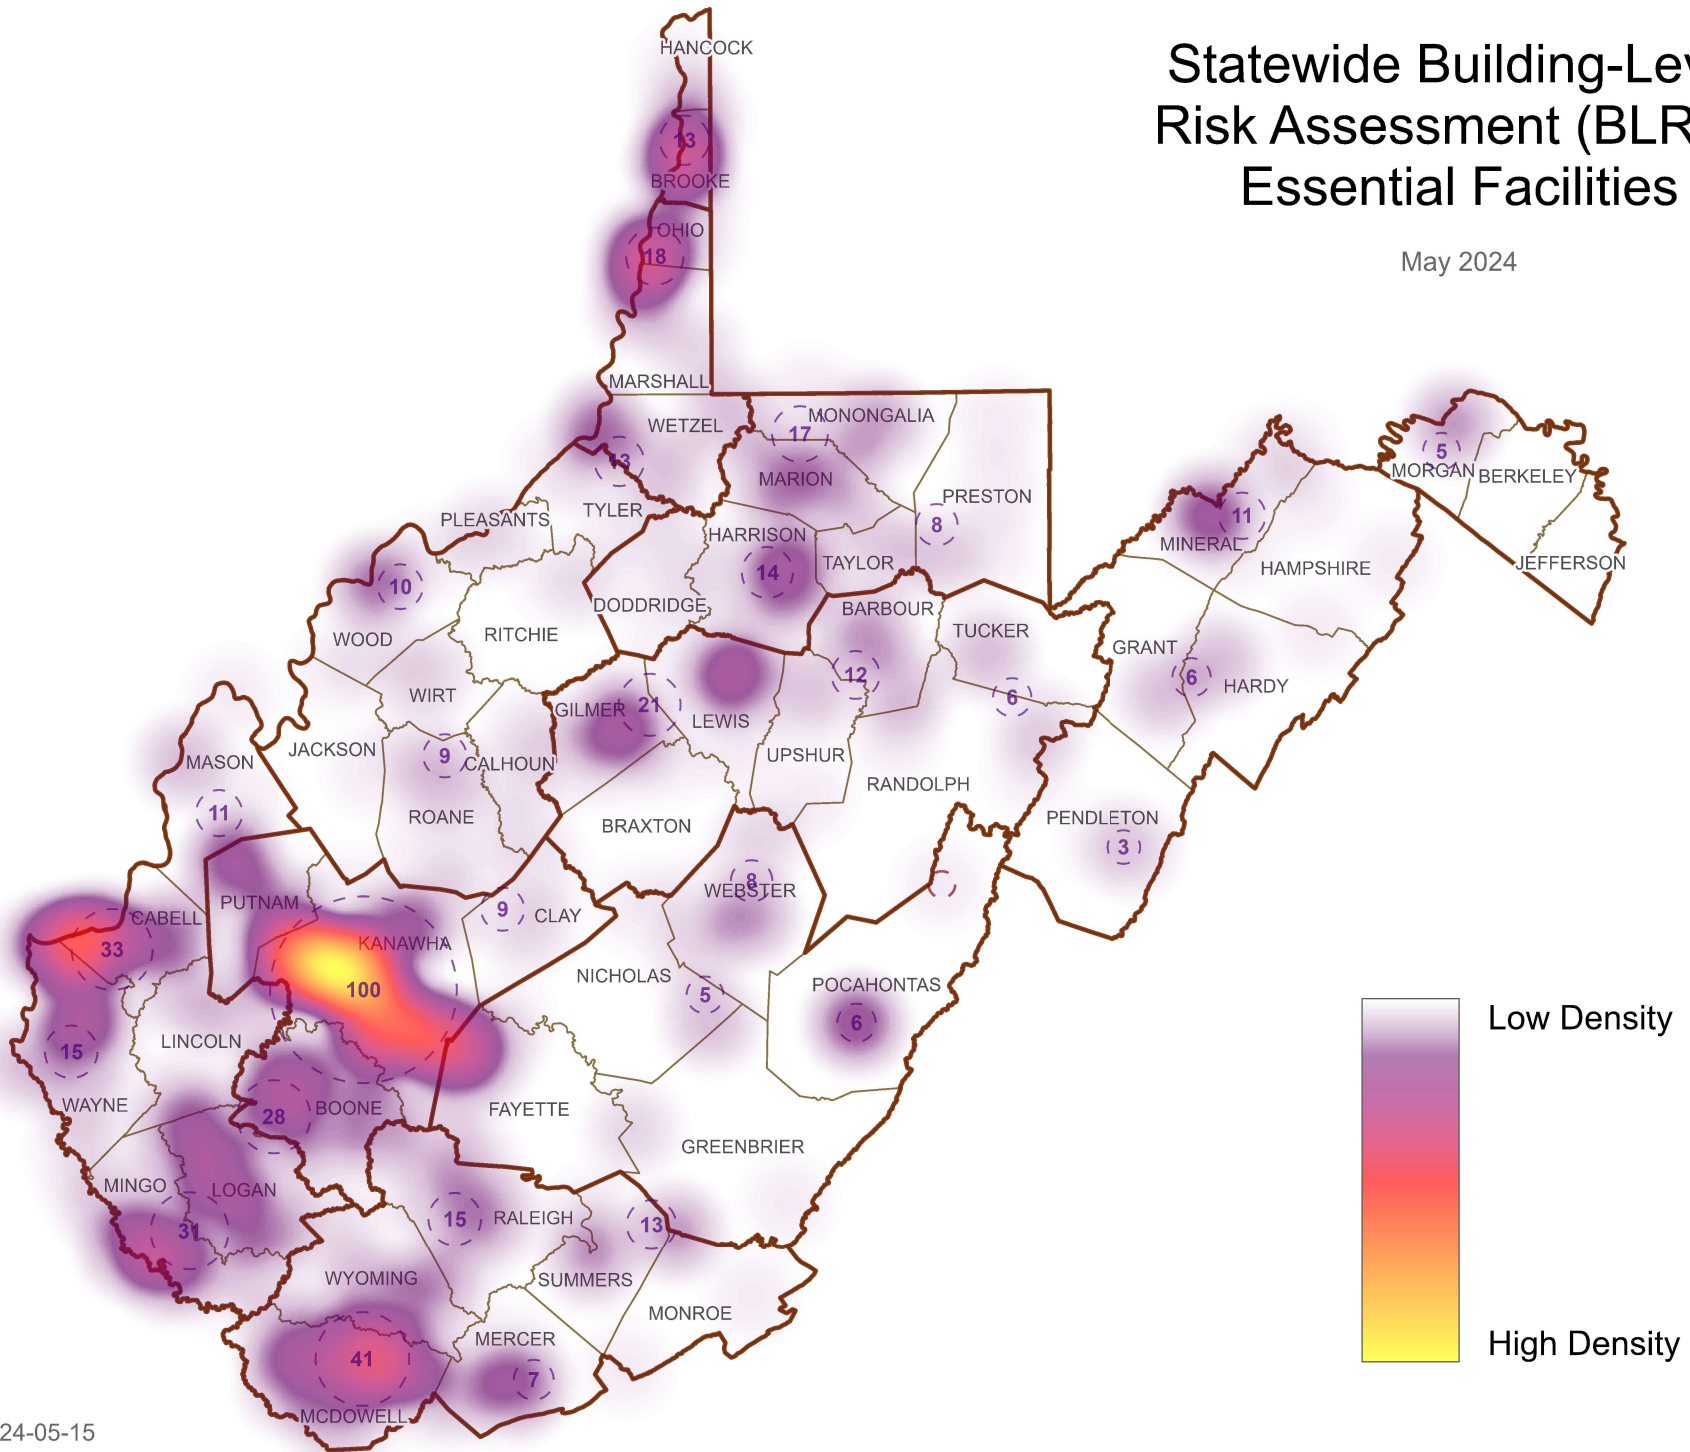 Statewide Building-Lev
Risk Assessment (BLR
Essential Facilities
May 2024
HANCOCK
13
BROOKE
OHIO
18
MARSHALL
WETZEL
MONONGALIA
17
13
MARION
MORGAN
5
BERKELEY
PRESTON
TYLER
PLEASANTS
8
11
MINERAL
HARRISON
TAYLOR
HAMPSHIRE
JEFFERSON
10
14
DODDRIDGE
BARBOUR
WOOD
RITCHIE
TUCKER
GRANT
12
6
6
HARDY
WIRT
GILMER
21
LEWIS
JACKSON
9
CALHOUN
MASON
UPSHUR
RANDOLPH
11
ROANE
BRAXTON
PENDLETON
3
8
WEBSTER
PUTNAM
9
CLAY
CABELL
33
KANAWHA
100
NICHOLAS
5
POCAHONTAS
6
LINCOLN
15
WAYNE
28
BOONE
FAYETTE
GREENBRIER
MINGO
LOGAN
31
15
RALEIGH
13
WYOMING
SUMMERS
MONROE
MERCER
41
7
MCDOWELL
Low Density
High Density
24-05-15